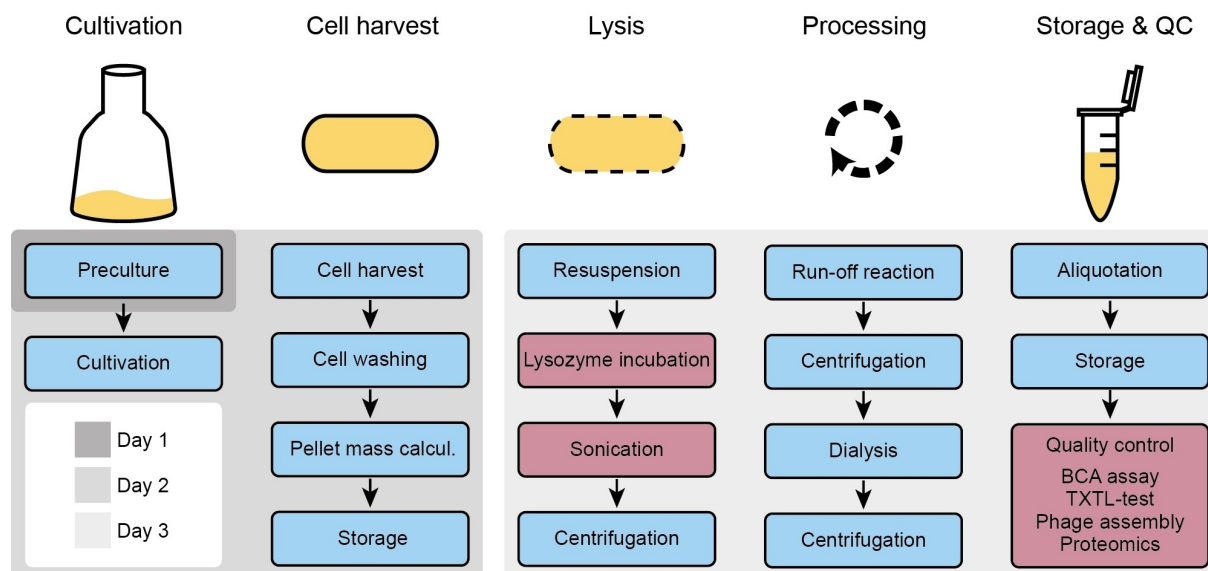 Cultivation
Cell harvest
Lysis
Processing
Storage & QC
Preculture
Cultivation
Day 1
Day 2
Day 3
Cell harvest
Cell washing
Pellet mass calcul.
Storage
Resuspension
Lysozyme incubation
Sonication
Centrifugation
Run-off reaction
Centrifugation
Dialysis
Centrifugation
Aliquotation
Storage
Quality control
BCA assay
TXTL-test
Phage assembly
Proteomics